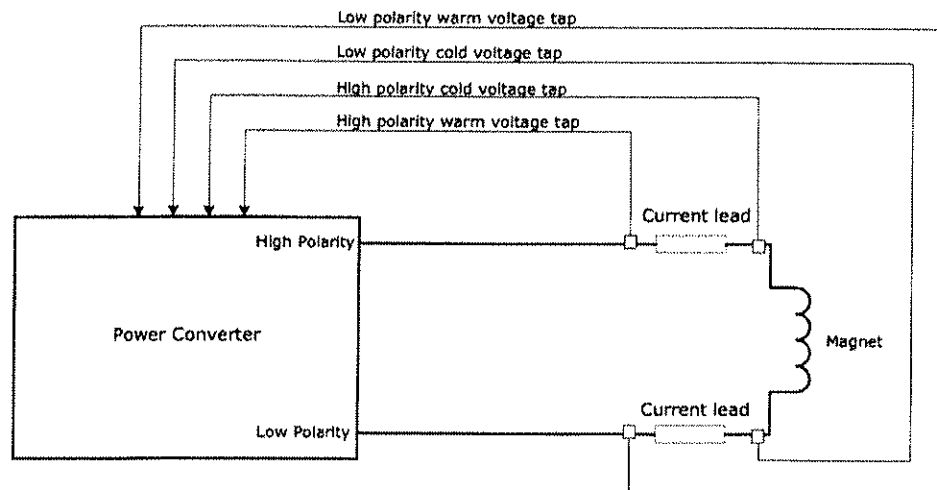 Low polarity warm voltage tap
Low polarity cold voltage tap
High polarity cold voltage tap
High polarity warm voltage tap
Current lead
High Polarity
Power Converter
Magnet
Current lead
Low Polarity